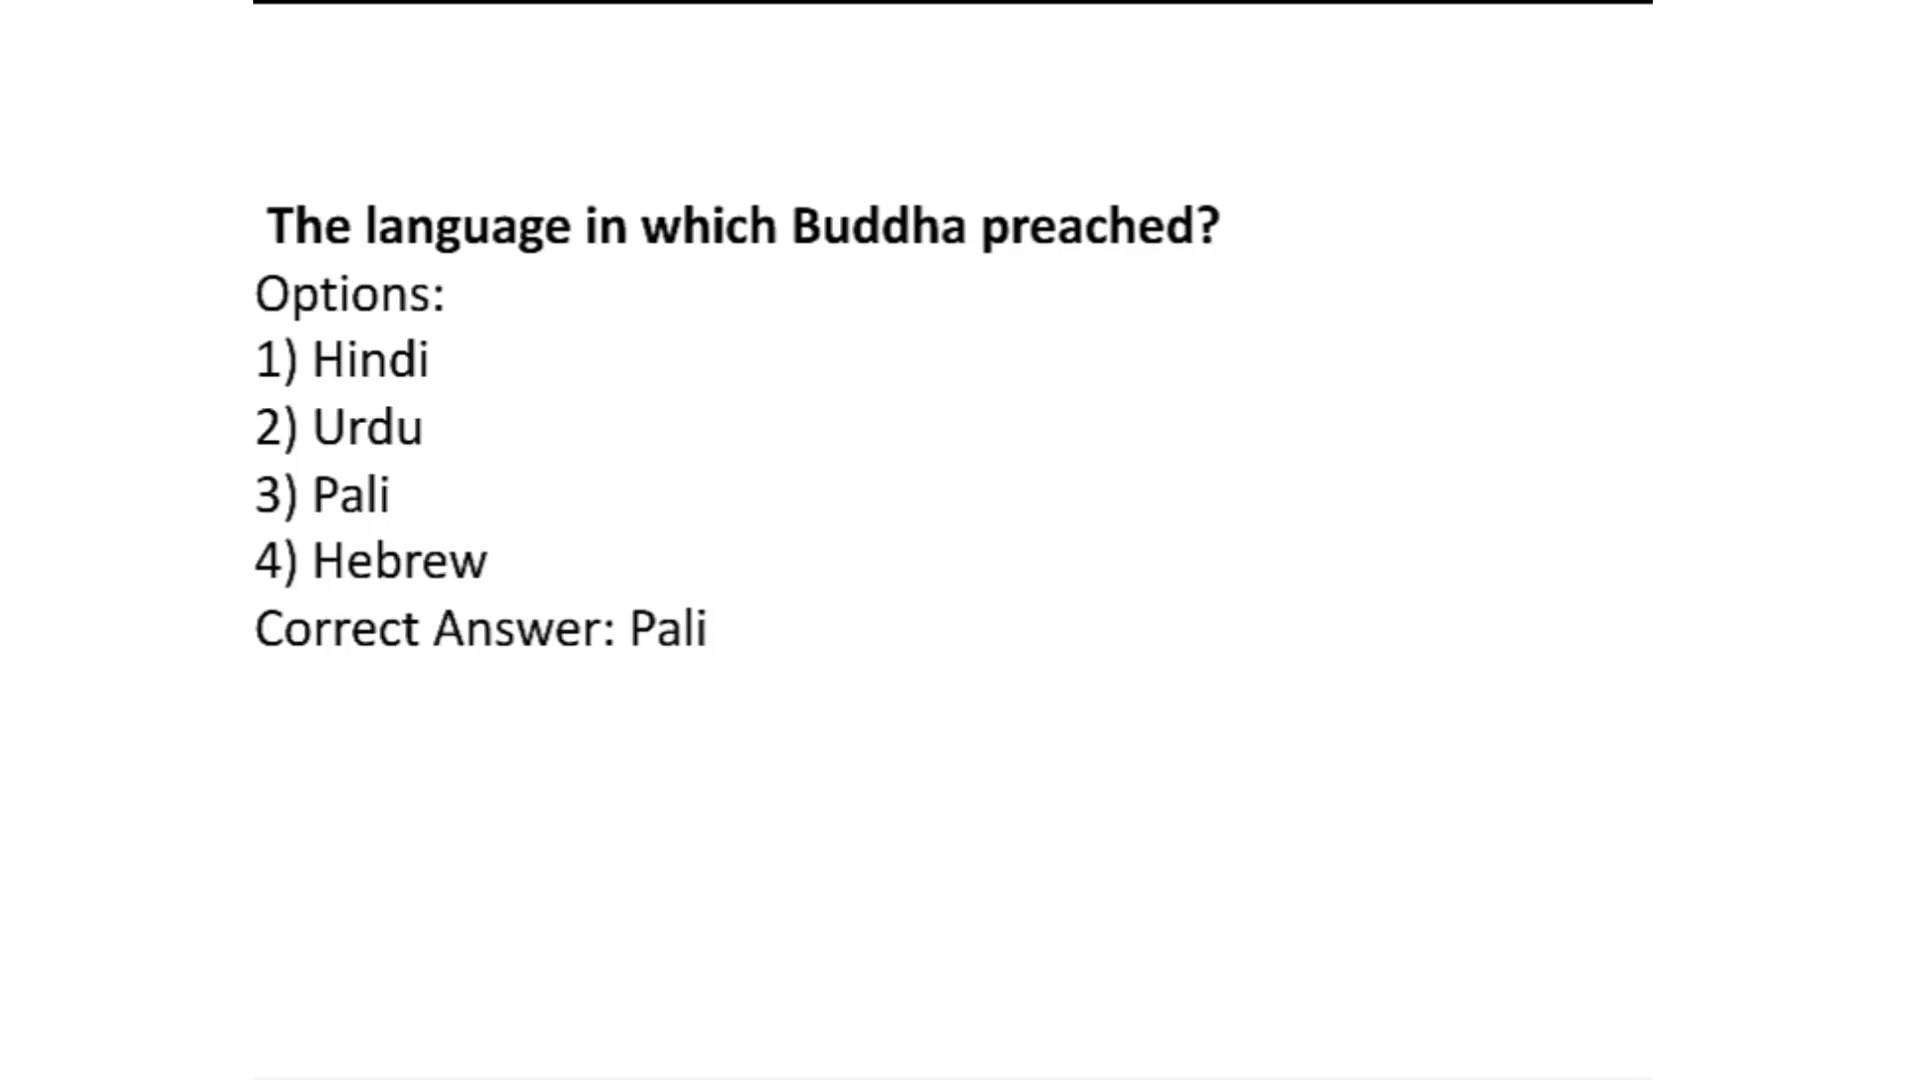 The language in which Buddha preached?
Options:
1) Hindi
2) Urdu
3) Pali
4) Hebrew
Correct Answer: Pali